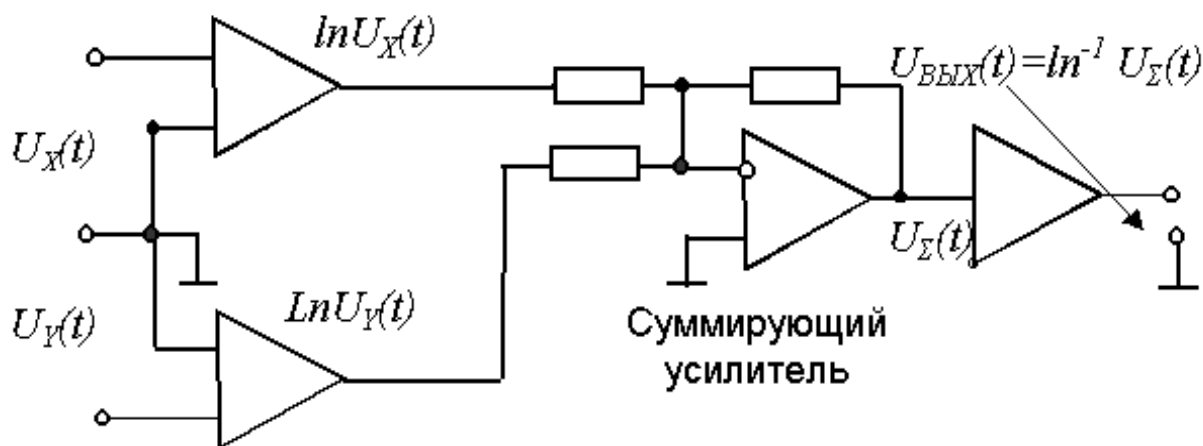 lnU_X(t)
U_ВЫХ(t)=ln⁻¹ U_Σ(t)
U_X(t)
U_Σ(t)
U_Y(t)
LnU_Y(t)
Суммирующий
усилитель